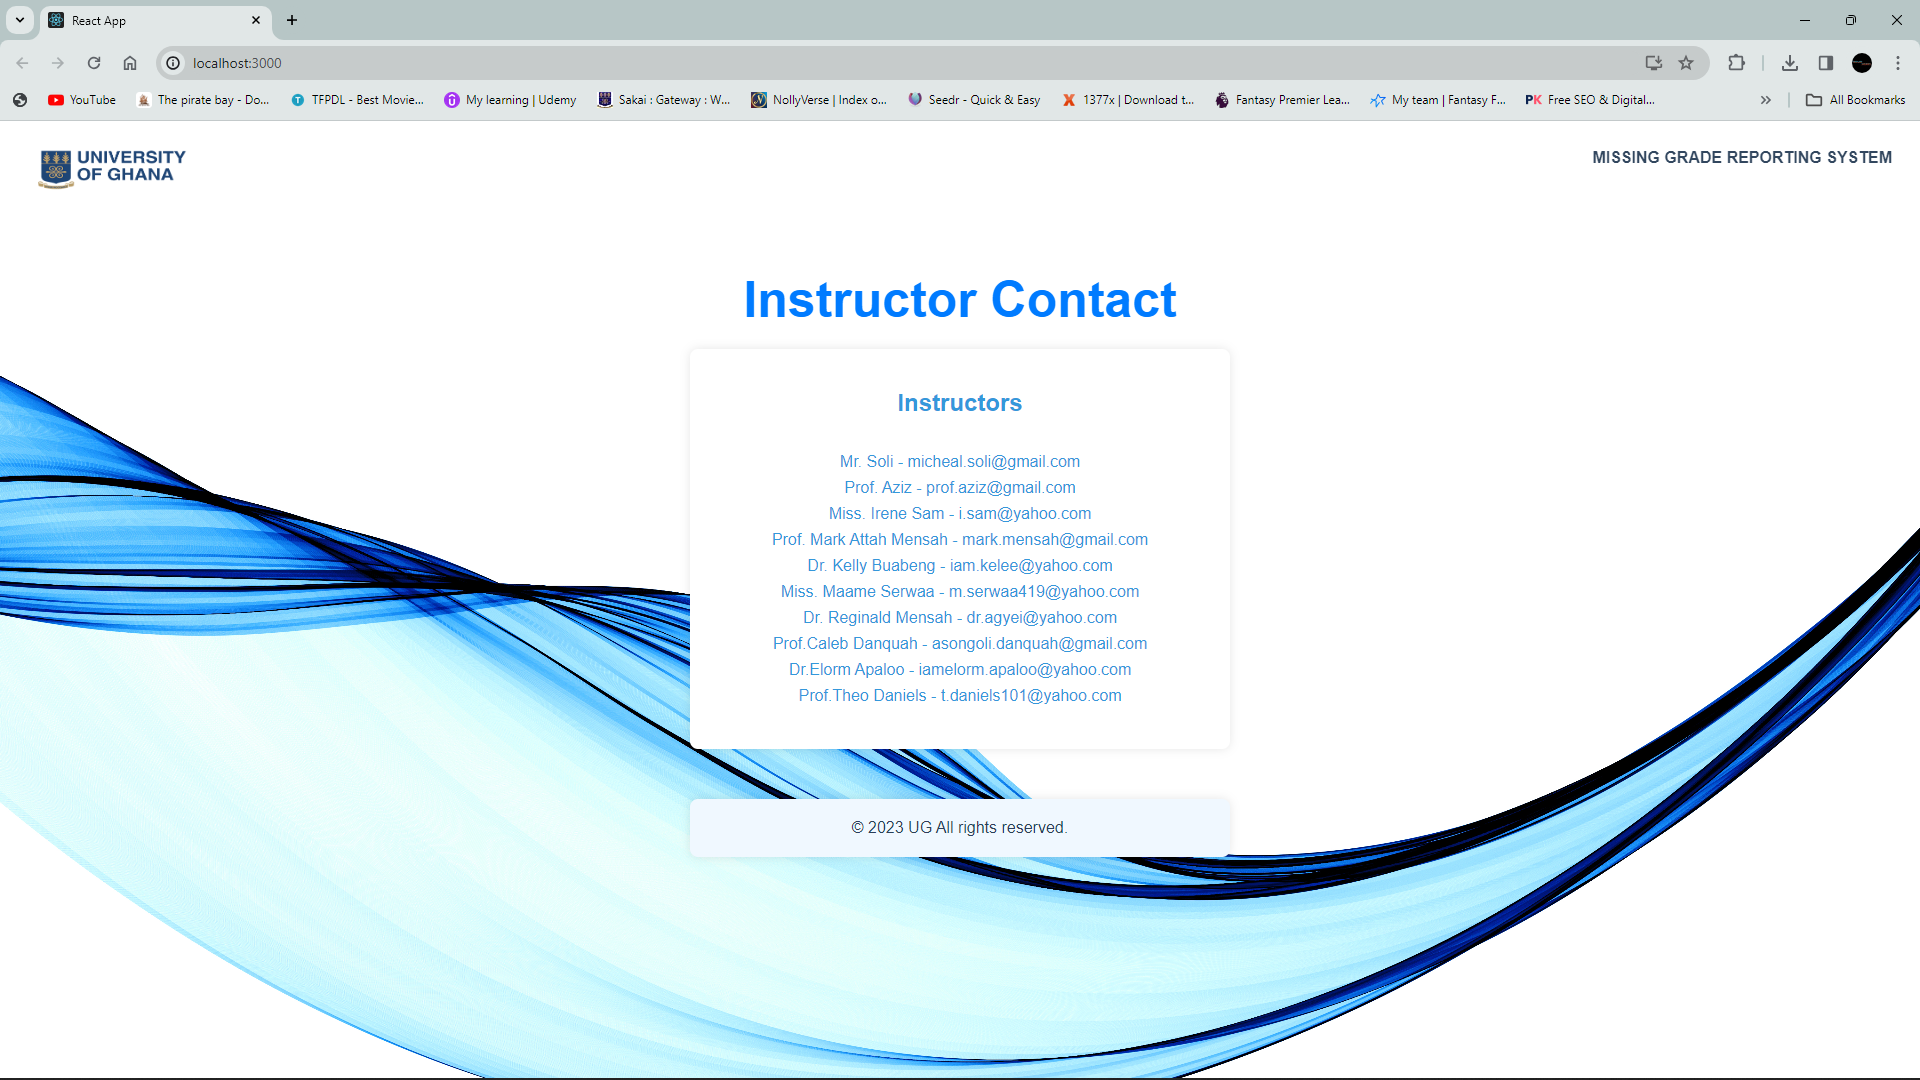 React App
localhost:3000
YouTube
The pirate bay - Do...
TFPDL - Best Movie...
My learning | Udemy
Sakai : Gateway : W...
NollyVerse | Index o...
Seedr - Quick & Easy
1377x | Download t...
Fantasy Premier Lea...
My team | Fantasy F...
PK Free SEO & Digital...
All Bookmarks
UNIVERSITY
OF GHANA
MISSING GRADE REPORTING SYSTEM
Instructor Contact
Instructors
Mr. Soli - micheal.soli@gmail.com
Prof. Aziz - prof.aziz@gmail.com
Miss. Irene Sam - i.sam@yahoo.com
Prof. Mark Attah Mensah - mark.mensah@gmail.com
Dr. Kelly Buabeng - iam.kelee@yahoo.com
Miss. Maame Serwaa - m.serwaa419@yahoo.com
Dr. Reginald Mensah - dr.agyei@yahoo.com
Prof.Caleb Danquah - asongoli.danquah@gmail.com
Dr.Elorm Apaloo - iamelorm.apaloo@yahoo.com
Prof.Theo Daniels - t.daniels101@yahoo.com
© 2023 UG All rights reserved.